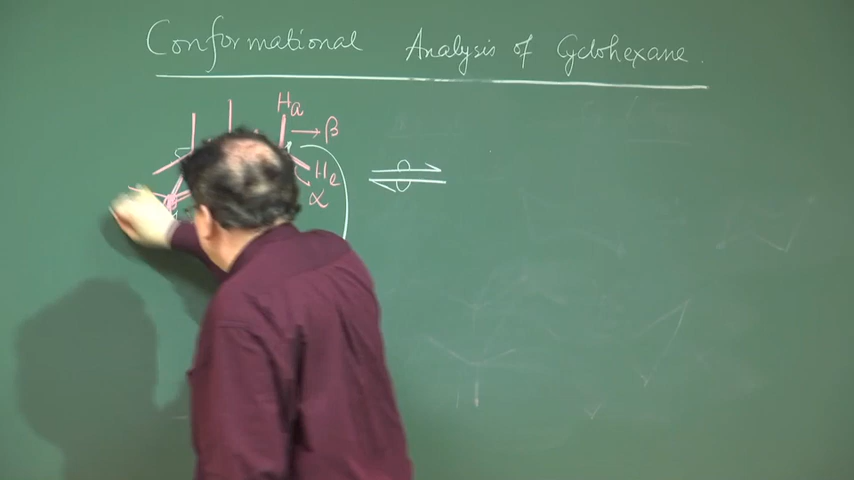 Conformational Analysis of Cyclohexane.
Ha
β
He
α